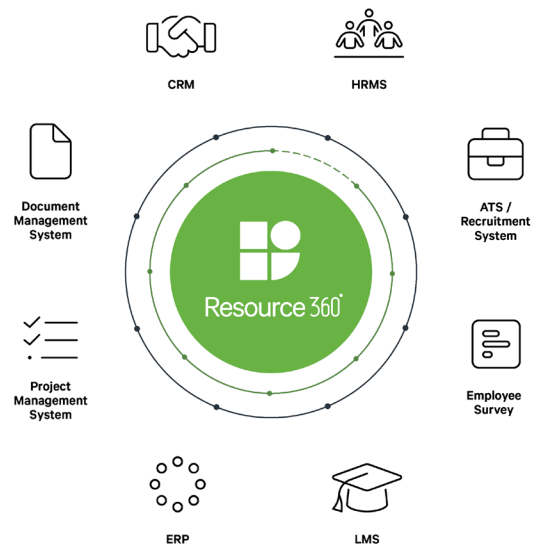 CRM
HRMS
Document
Management
System
ATS /
Recruitment
System
Resource 360°
Project
Management
System
Employee
Survey
ERP
LMS